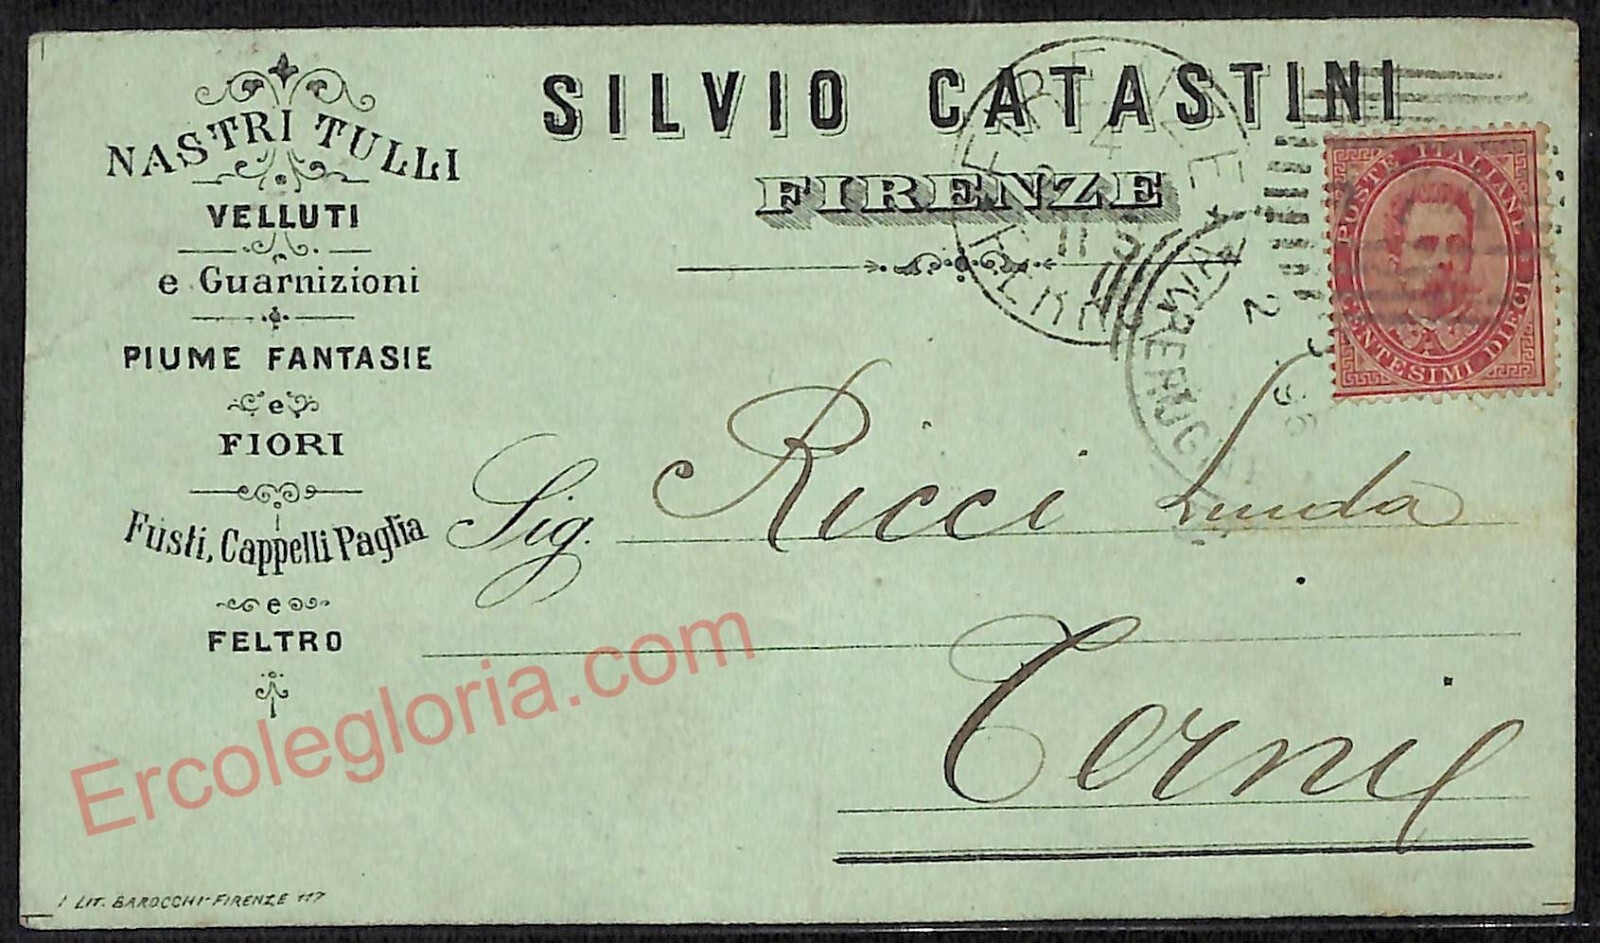 SILVIO CATASTINI
FIRENZE
NASTRI TULLI
VELLUTI
e Guarnizioni
PIUME FANTASIE
e
FIORI
Fusti, Cappelli Paglia
e
FELTRO
POSTE ITALIANE
CENTESIMI DIECI
Sig. Ricci Linda
Terni
Ercolegloria.com
LIT. BAROCCHI-FIRENZE 117